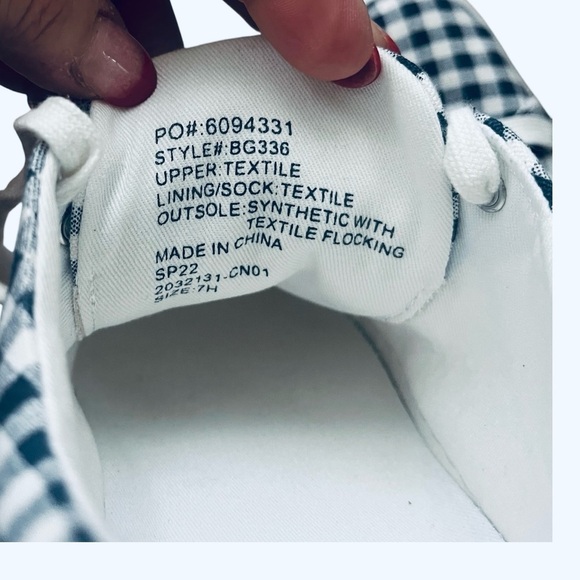 PO#:6094331
STYLE#:BG336
UPPER:TEXTILE
LINING/SOCK:TEXTILE
OUTSOLE:SYNTHETIC WITH
TEXTILE FLOCKING
MADE IN CHINA
SP22
2032131-CN01
SIZE:7H